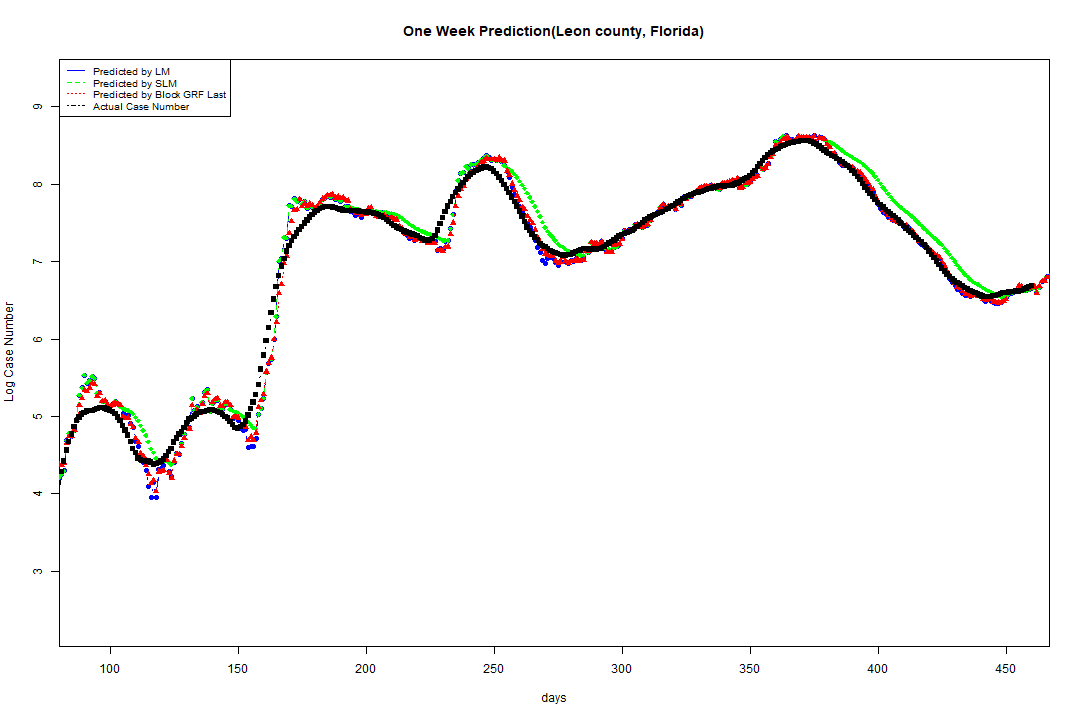 One Week Prediction(Leon county, Florida)
Predicted by LM
Predicted by SLM
Predicted by Block GRF Last
Actual Case Number
9
8
7
6
5
4
3
Log Case Number
100 150 200 250 300 350 400 450
days